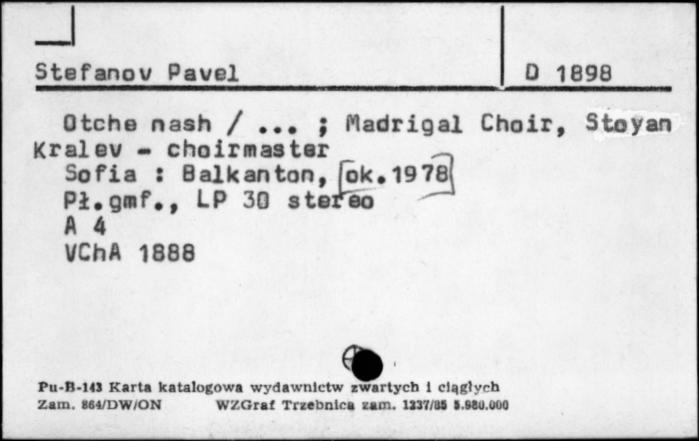 Stefanov Pavel D 1898
Otche nash / ... ; Madrigal Choir, Stoyan
Kralev - choirmaster
Sofia : Balkanton, [ok.1978]
Pł.gmf., LP 30 stereo
A 4
VChA 1888
Pu-B-143 Karta katalogowa wydawnictw zwartych i ciągłych
Zam. 864/DW/ON WZGraf Trzebnica zam. 1337/85 5.980.000